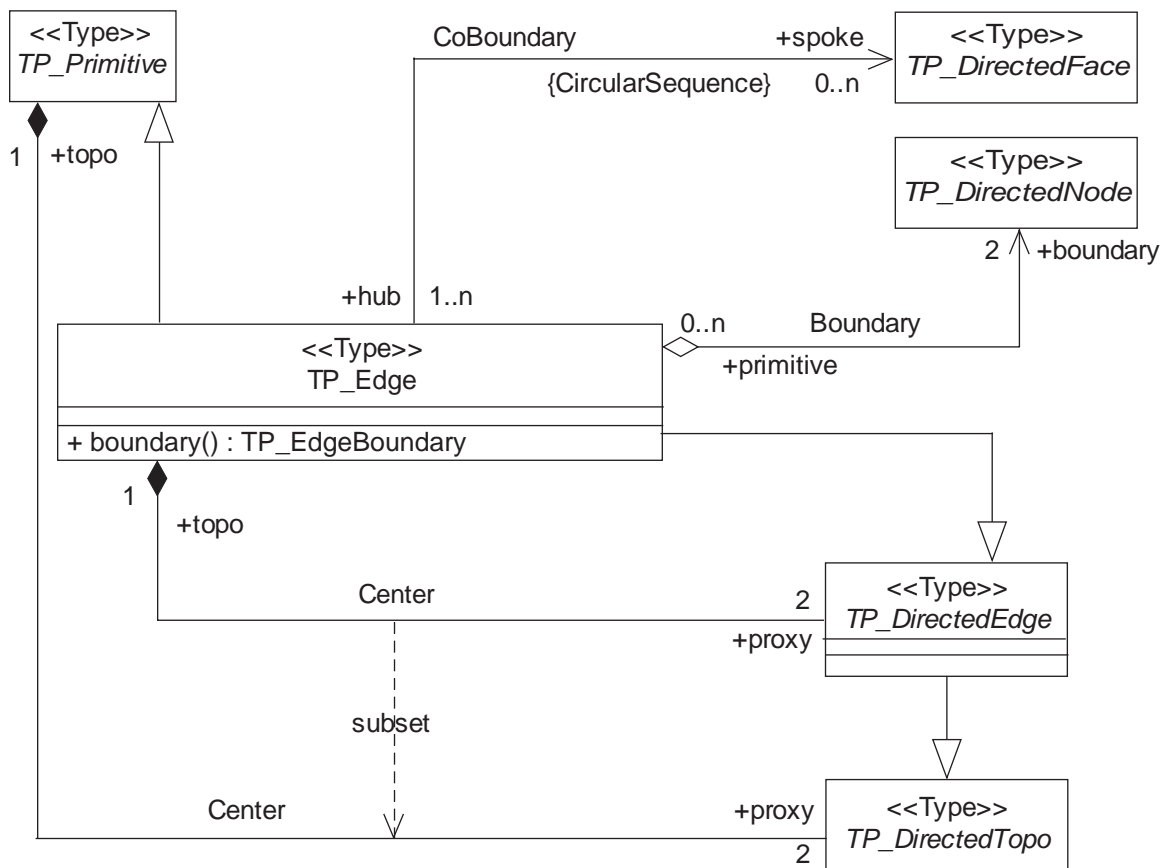 <<Type>>
TP_Primitive
1
+topo
CoBoundary
{CircularSequence}
+spoke
0..n
<<Type>>
TP_DirectedFace
<<Type>>
TP_DirectedNode
2
+boundary
+hub
1..n
<<Type>>
TP_Edge
+ boundary() : TP_EdgeBoundary
0..n
Boundary
+primitive
1
+topo
Center
2
+proxy
<<Type>>
TP_DirectedEdge
subset
Center
+proxy
2
<<Type>>
TP_DirectedTopo